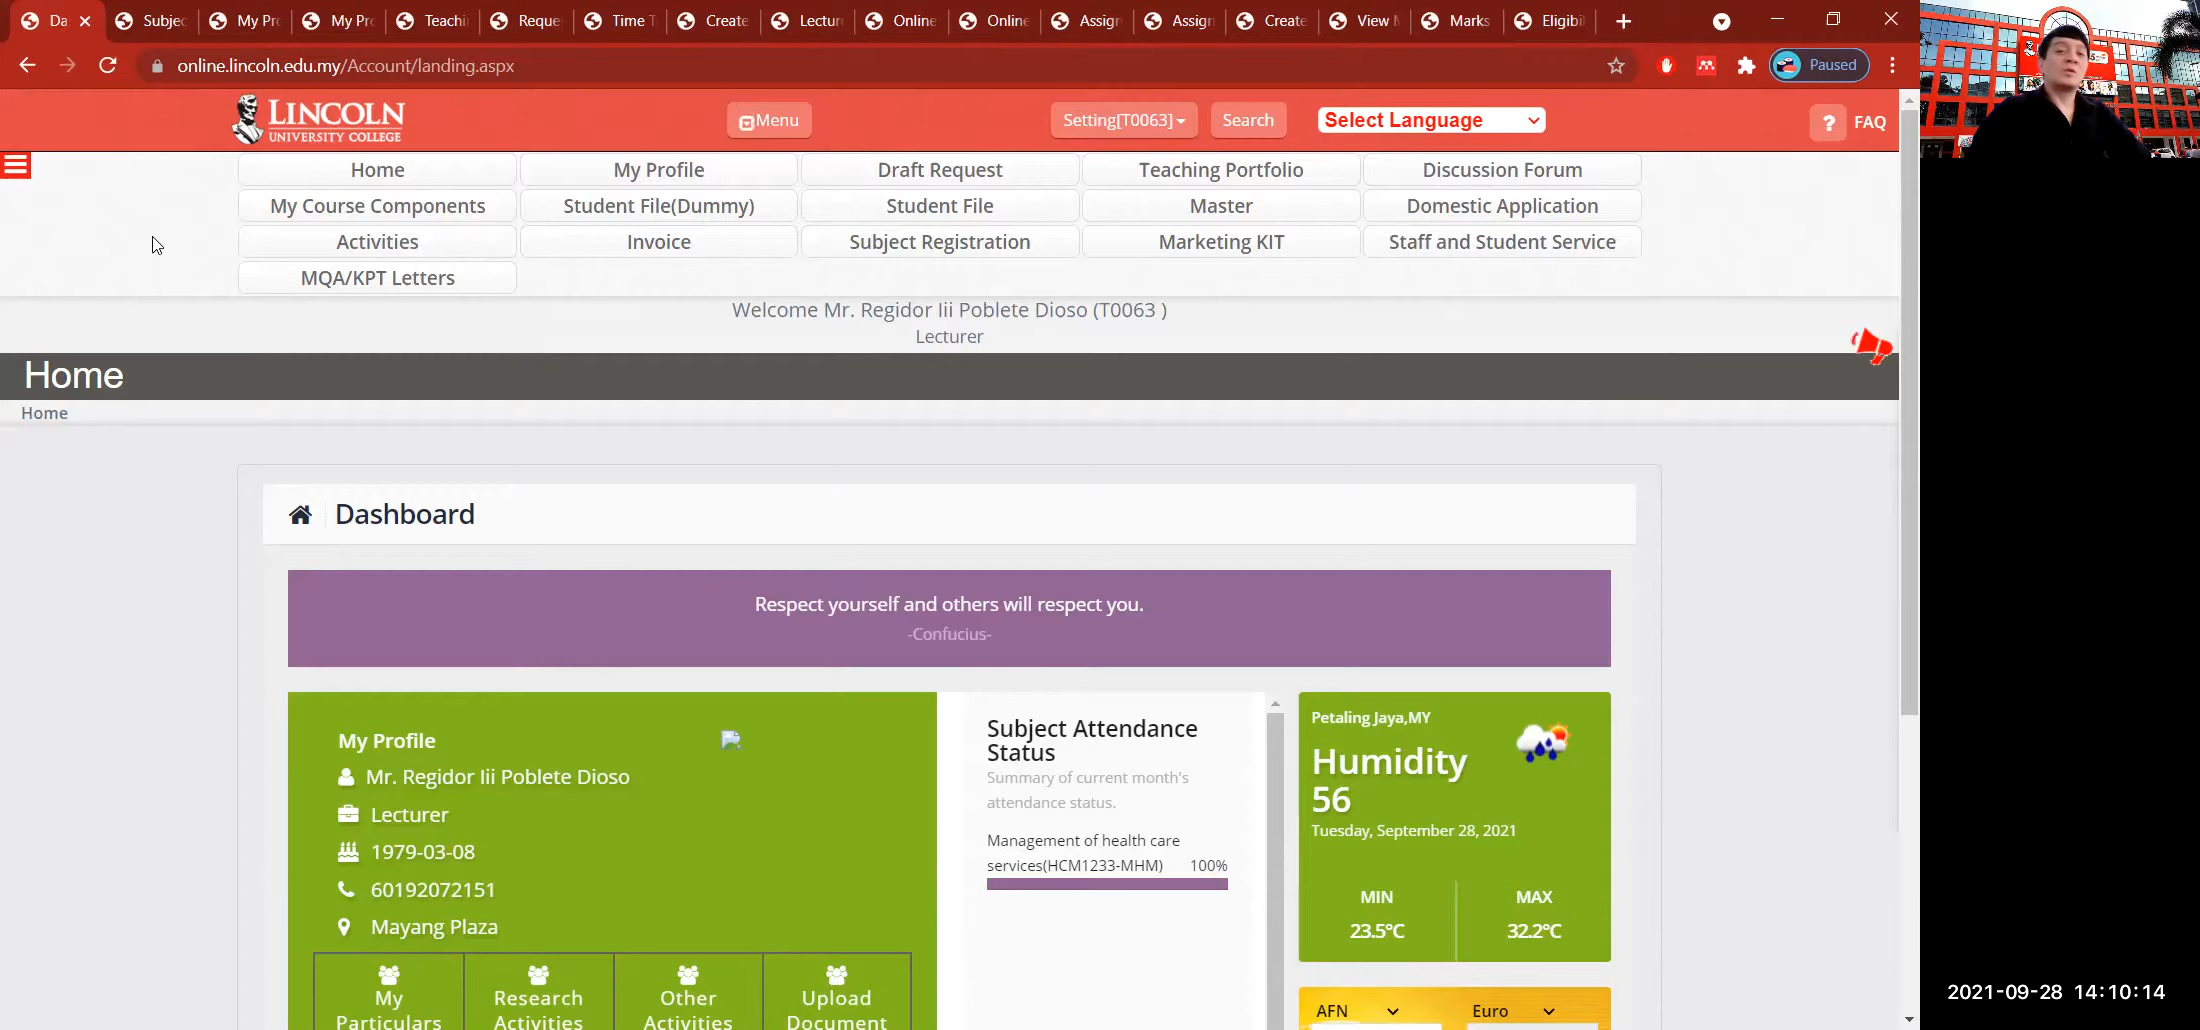 Da
Subjec
My Pro
My Pro
Teachi
Reque
Time T
Create
Lectur
Online
Online
Assign
Assign
Create
View M
Marks
Eligibil
online.lincoln.edu.my/Account/landing.aspx
Paused
LINCOLN
UNIVERSITY COLLEGE
Menu
Setting[T0063]
Search
Select Language
? FAQ
Home
My Profile
Draft Request
Teaching Portfolio
Discussion Forum
My Course Components
Student File(Dummy)
Student File
Master
Domestic Application
Activities
Invoice
Subject Registration
Marketing KIT
Staff and Student Service
MQA/KPT Letters
Welcome Mr. Regidor Iii Poblete Dioso (T0063 )
Lecturer
Home
Home
Dashboard
Respect yourself and others will respect you.
-Confucius-
My Profile
Mr. Regidor Iii Poblete Dioso
Lecturer
1979-03-08
60192072151
Mayang Plaza
My
Particulars
Research
Activities
Other
Activities
Upload
Document
Subject Attendance
Status
Summary of current month's
attendance status.
Management of health care
services(HCM1233-MHM) 100%
Petaling Jaya,MY
Humidity
56
Tuesday, September 28, 2021
MIN
MAX
23.5°C
32.2°C
AFN
Euro
2021-09-28 14:10:14